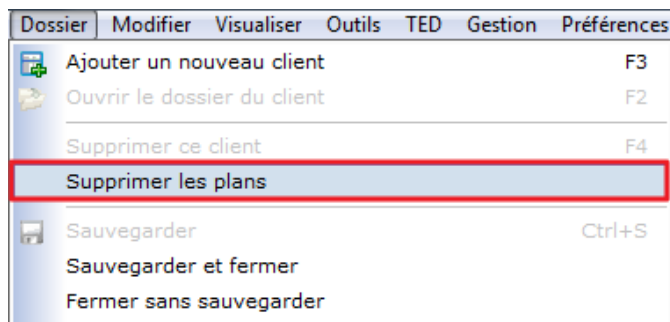 Dossier Modifier Visualiser Outils TED Gestion Préférences
Ajouter un nouveau client F3
Ouvrir le dossier du client F2
Supprimer ce client F4
Supprimer les plans
Sauvegarder Ctrl+S
Sauvegarder et fermer
Fermer sans sauvegarder